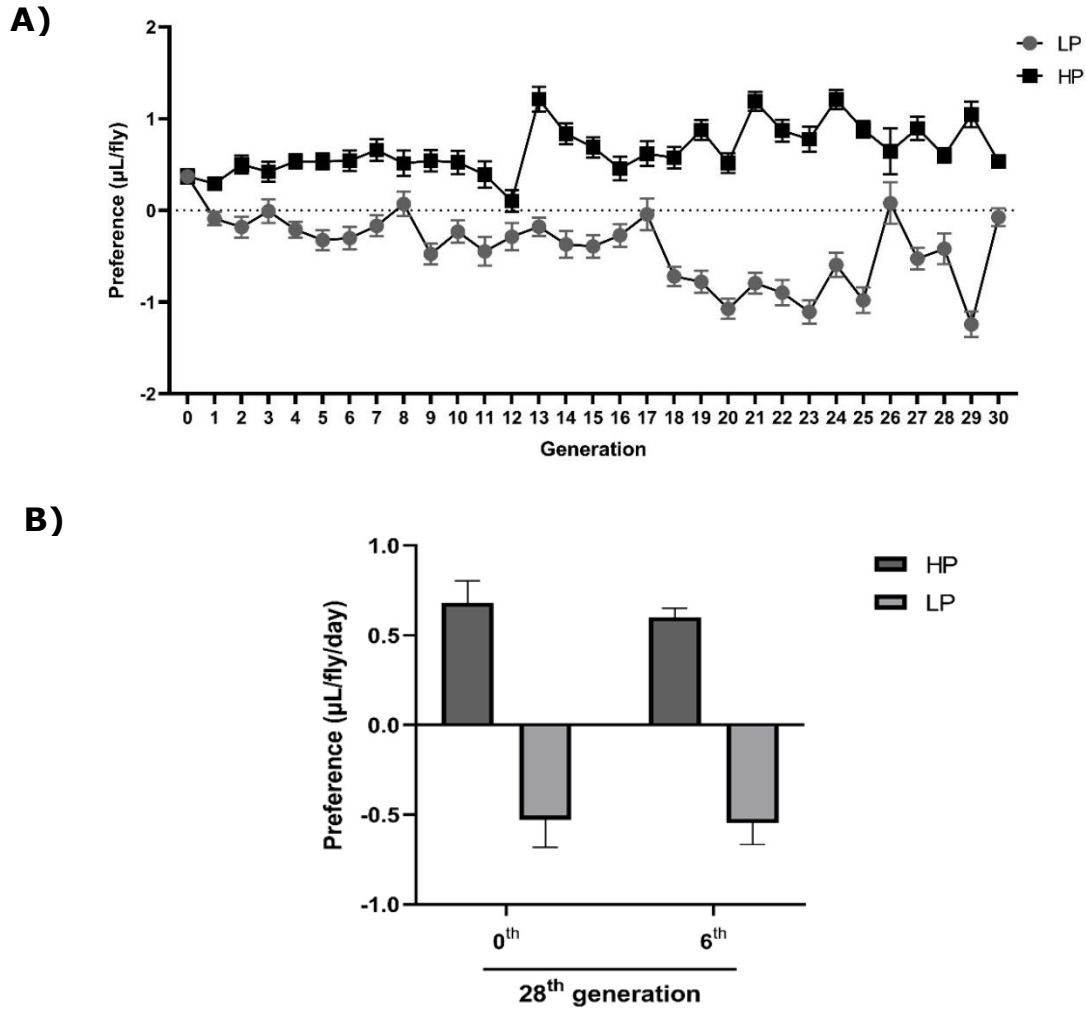 A)
2
1
0
-1
-2
Preference (µL/fly)
0 1 2 3 4 5 6 7 8 9 10 11 12 13 14 15 16 17 18 19 20 21 22 23 24 25 26 27 28 29 30
Generation
LP
HP
B)
1.0
0.5
0.0
-0.5
-1.0
Preference (µL/fly/day)
0th 6th
28th generation
HP
LP